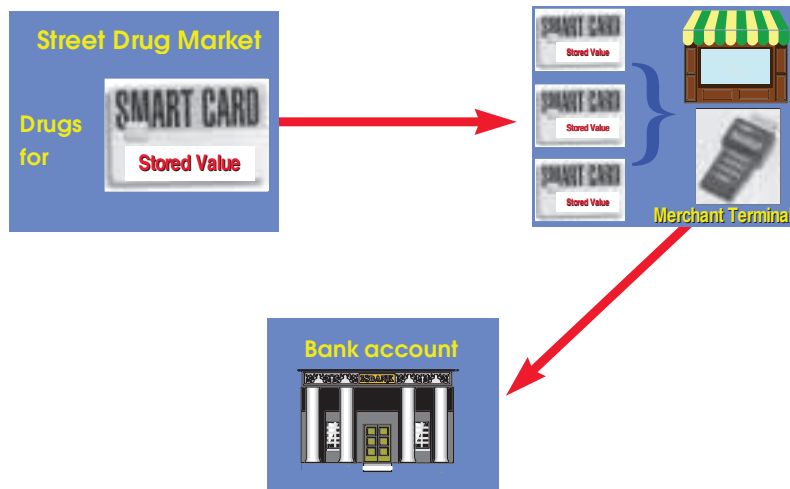 Street Drug Market
Drugs
for
SMART CARD
Stored Value
SMART CARD
Stored Value
SMART CARD
Stored Value
SMART CARD
Stored Value
Merchant Termina
Bank account
BANK